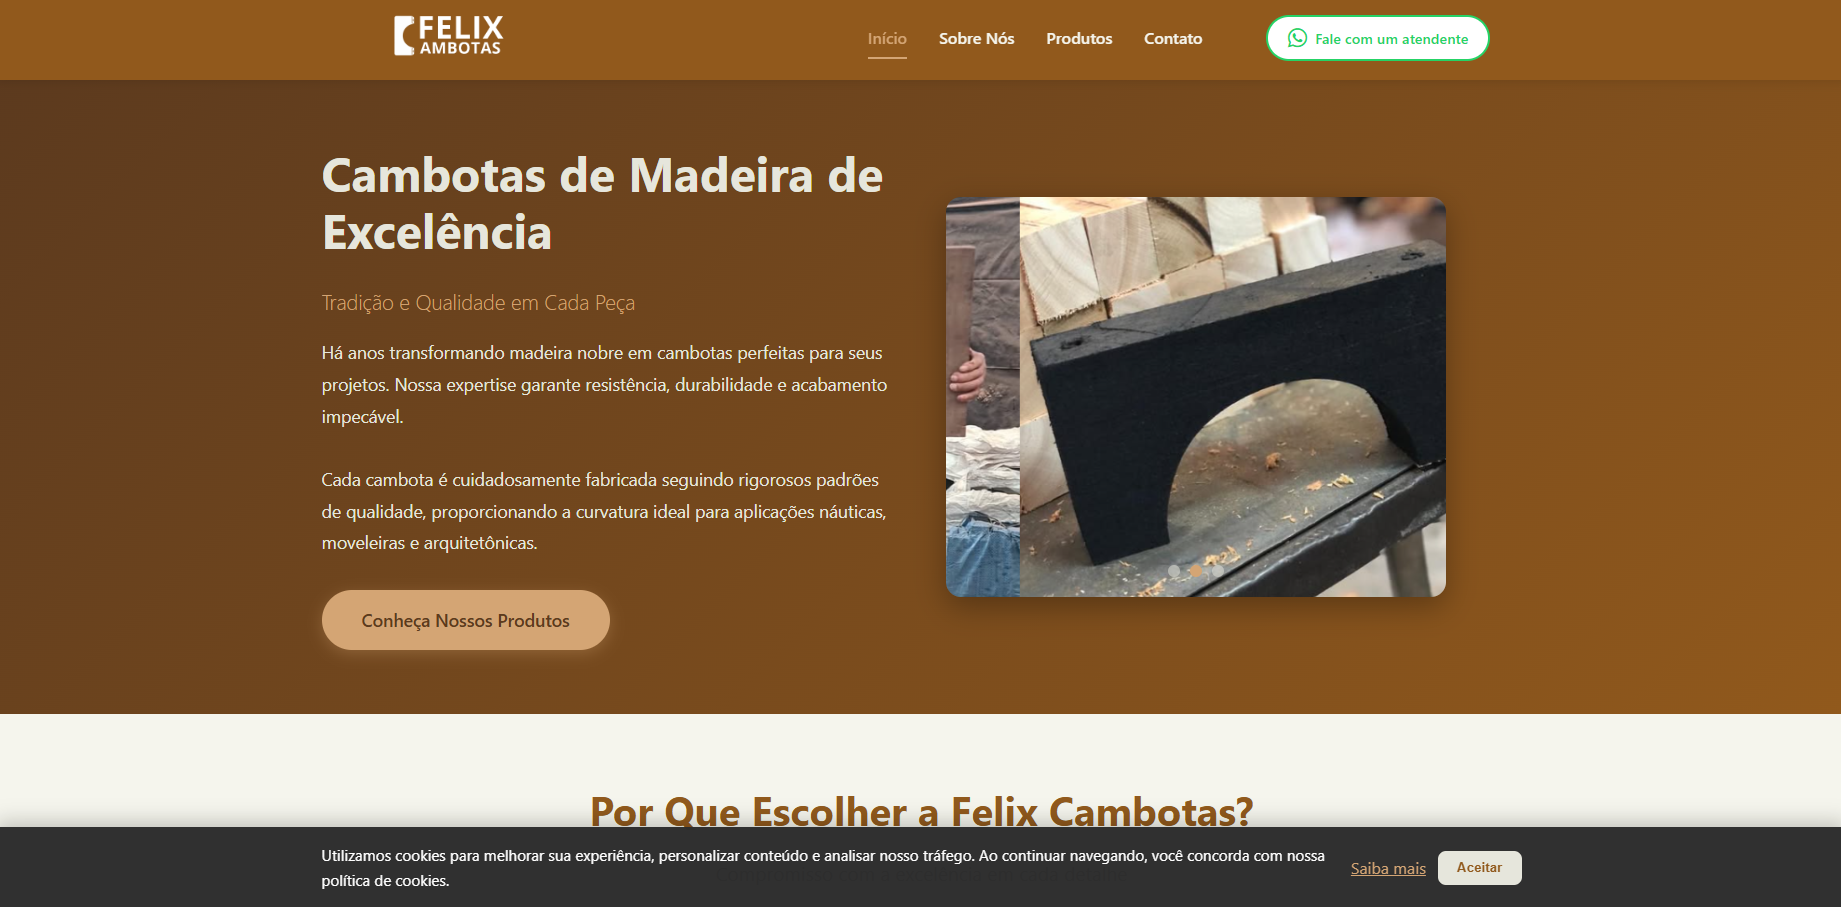 FELIX
AMBOTAS
Início
Sobre Nós
Produtos
Contato
Fale com um atendente
Cambotas de Madeira de
Excelência
Tradição e Qualidade em Cada Peça
Há anos transformando madeira nobre em cambotas perfeitas para seus
projetos. Nossa expertise garante resistência, durabilidade e acabamento
impecável.
Cada cambota é cuidadosamente fabricada seguindo rigorosos padrões
de qualidade, proporcionando a curvatura ideal para aplicações náuticas,
moveleiras e arquitetônicas.
Conheça Nossos Produtos
Por Que Escolher a Felix Cambotas?
Utilizamos cookies para melhorar sua experiência, personalizar conteúdo e analisar nosso tráfego. Ao continuar navegando, você concorda com nossa
política de cookies.
Saiba mais
Aceitar